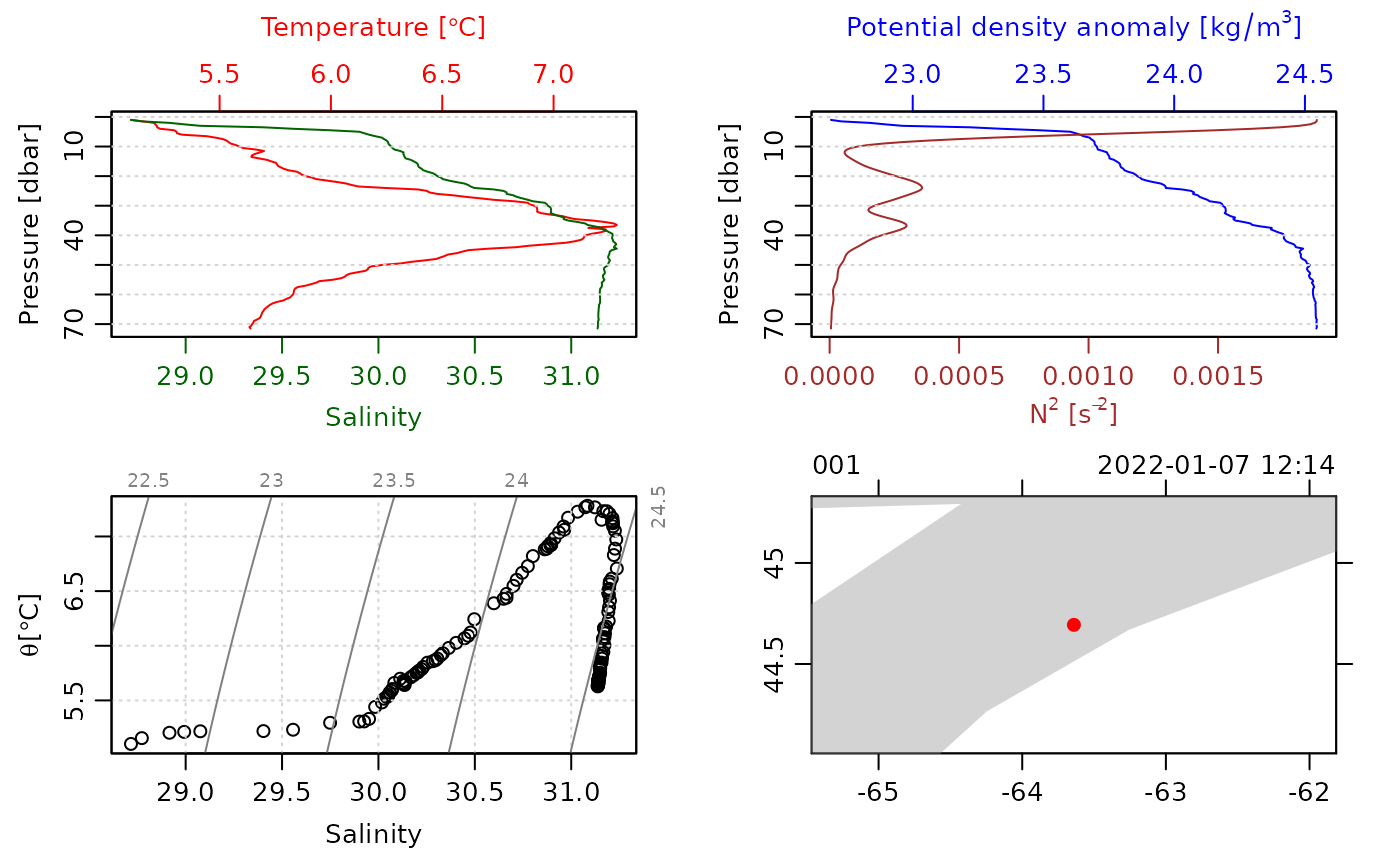 Temperature [°C]
5.5 6.0 6.5 7.0
Pressure [dbar]
10 40 70
29.0 29.5 30.0 30.5 31.0
Salinity
Potential density anomaly [kg/m³]
23.0 23.5 24.0 24.5
Pressure [dbar]
10 40 70
0.0000 0.0005 0.0010 0.0015
N² [s⁻²]
22.5 23 23.5 24 24.5
θ[°C]
6.5 5.5
29.0 29.5 30.0 30.5 31.0
Salinity
001 2022-01-07 12:14
45 44.5
-65 -64 -63 -62